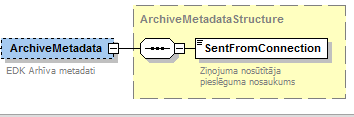 ArchiveMetadataStructure
ArchiveMetadata
SentFromConnection
EDK Arhīva metadati
Ziņojuma nosūtītāja
pieslēguma nosaukums